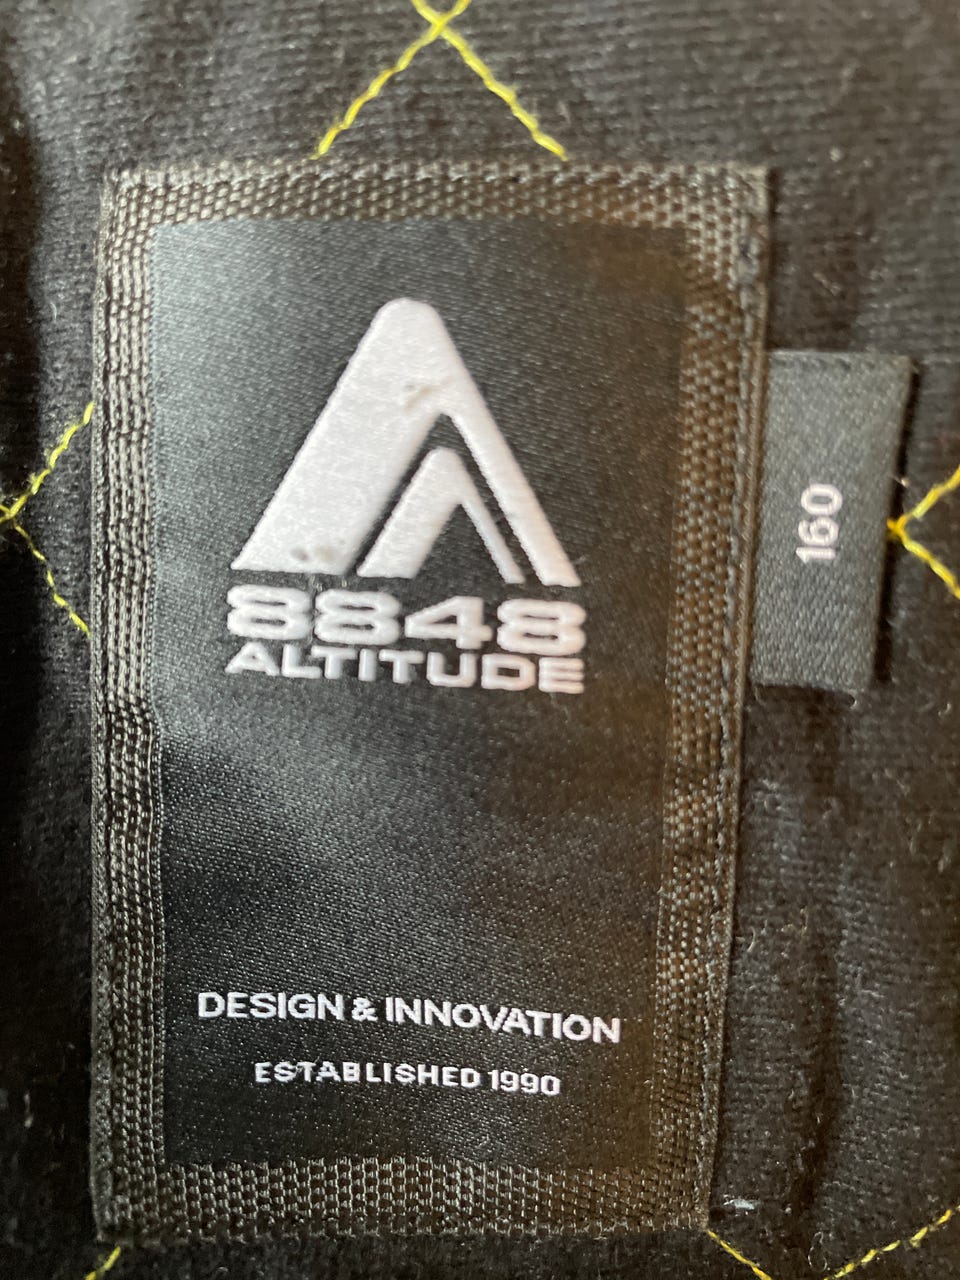 8848
ALTITUDE
160
DESIGN & INNOVATION
ESTABLISHED 1990